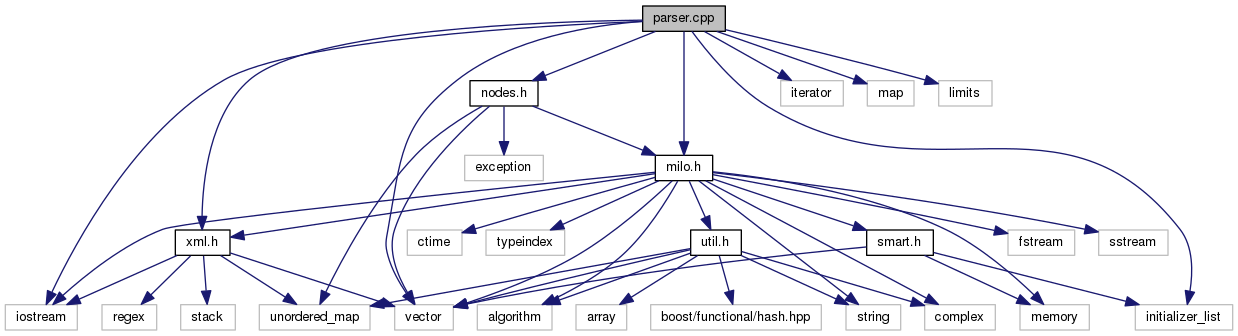 parser.cpp
nodes.h
iterator
map
limits
exception
milo.h
xml.h
ctime
typeindex
util.h
smart.h
fstream
sstream
iostream
regex
stack
unordered_map
vector
algorithm
array
boost/functional/hash.hpp
string
complex
memory
initializer_list